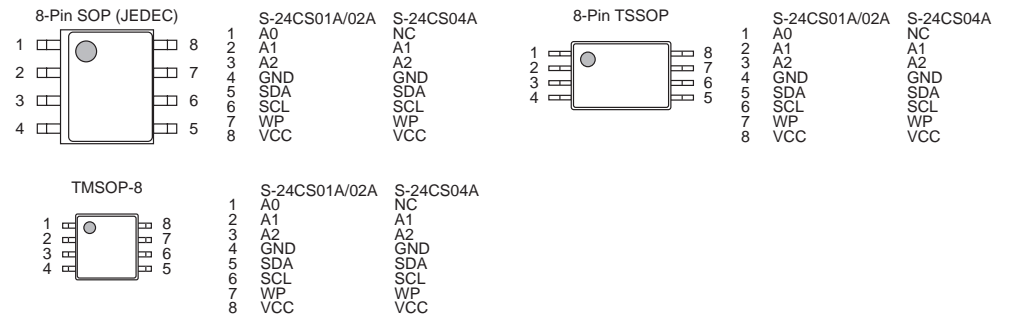 8-Pin SOP (JEDEC)
1 8
2 7
3 6
4 5
S-24CS01A/02A S-24CS04A
1 A0 NC
2 A1 A1
3 A2 A2
4 GND GND
5 SDA SDA
6 SCL SCL
7 WP WP
8 VCC VCC
8-Pin TSSOP
1 8
2 7
3 6
4 5
S-24CS01A/02A S-24CS04A
1 A0 NC
2 A1 A1
3 A2 A2
4 GND GND
5 SDA SDA
6 SCL SCL
7 WP WP
8 VCC VCC
TMSOP-8
1 8
2 7
3 6
4 5
S-24CS01A/02A S-24CS04A
1 A0 NC
2 A1 A1
3 A2 A2
4 GND GND
5 SDA SDA
6 SCL SCL
7 WP WP
8 VCC VCC